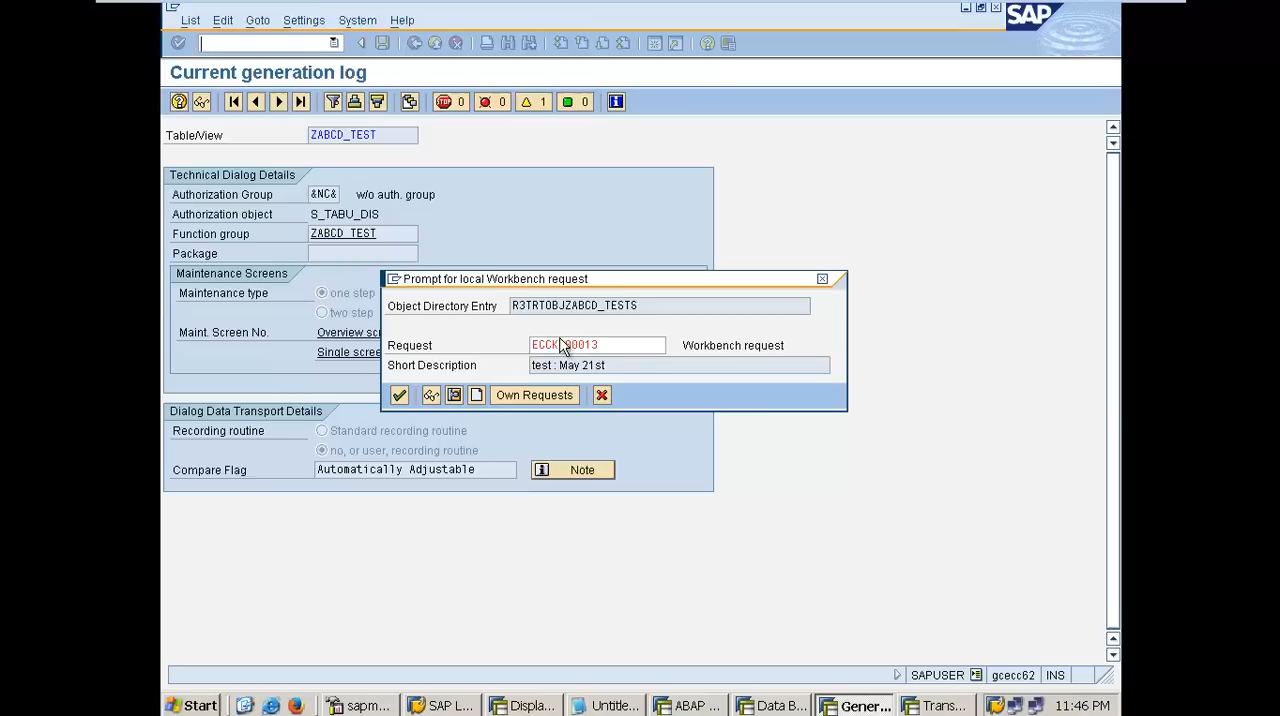 List Edit Goto Settings System Help
SAP
Current generation log
STOP 0 0 1 0
Table/View ZABCD_TEST
Technical Dialog Details
Authorization Group &NC& w/o auth. group
Authorization object S_TABU_DIS
Function group ZABCD_TEST
Package
Maintenance Screens
Maintenance type one step
two step
Maint. Screen No. Overview scr
Single scree
Prompt for local Workbench request
Object Directory Entry R3TRTOBJZABCD_TESTS
Request Workbench request
Short Description test : May 21st
Own Requests
Dialog Data Transport Details
Recording routine Standard recording routine
no, or user, recording routine
Compare Flag Automatically Adjustable Note
SAPUSER gcecc62 INS
Start sapm... SAP L... Displa... Untitle... ABAP ... Data B... Gener... Trans... 11:46 PM